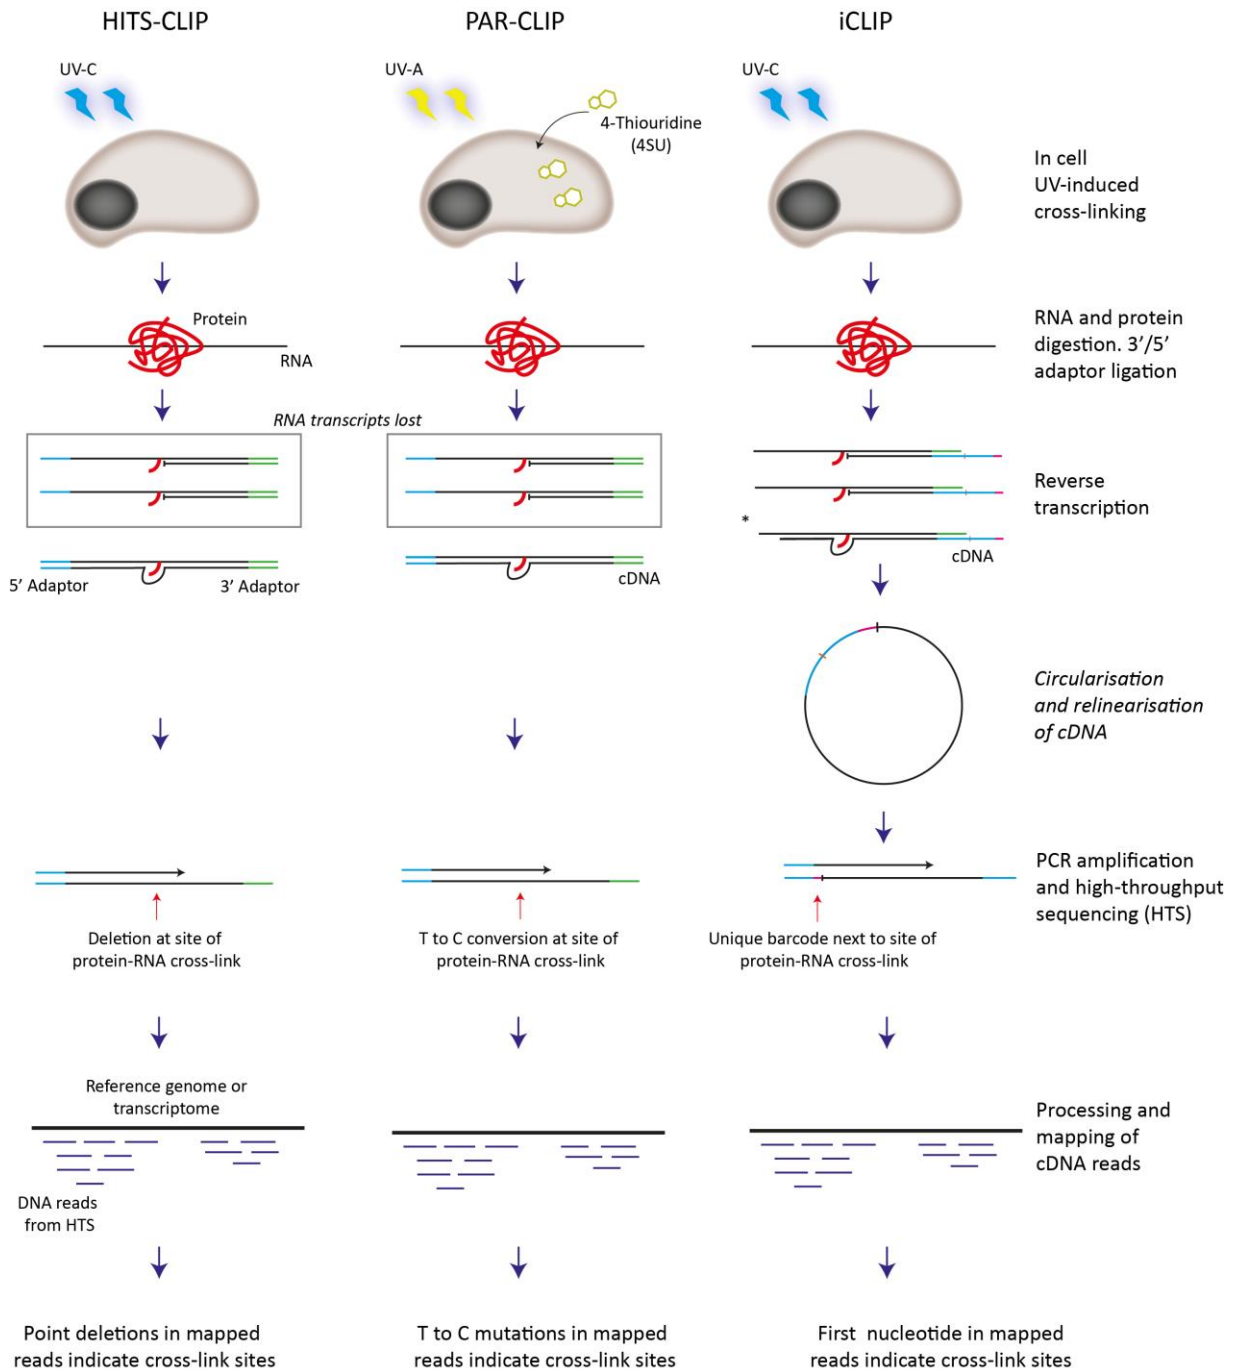 HITS-CLIP
PAR-CLIP
iCLIP
UV-C
UV-A
4-Thiouridine
(4SU)
UV-C
In cell
UV-induced
cross-linking
Protein
RNA
RNA and protein
digestion. 3′/5′
adaptor ligation
RNA transcripts lost
Reverse
transcription
*
5′ Adaptor
3′ Adaptor
cDNA
cDNA
Circularisation
and relinearisation
of cDNA
PCR amplification
and high-throughput
sequencing (HTS)
Deletion at site of
protein-RNA cross-link
T to C conversion at site of
protein-RNA cross-link
Unique barcode next to site of
protein-RNA cross-link
Reference genome or
transcriptome
Processing and
mapping of
cDNA reads
DNA reads
from HTS
Point deletions in mapped
reads indicate cross-link sites
T to C mutations in mapped
reads indicate cross-link sites
First nucleotide in mapped
reads indicate cross-link sites